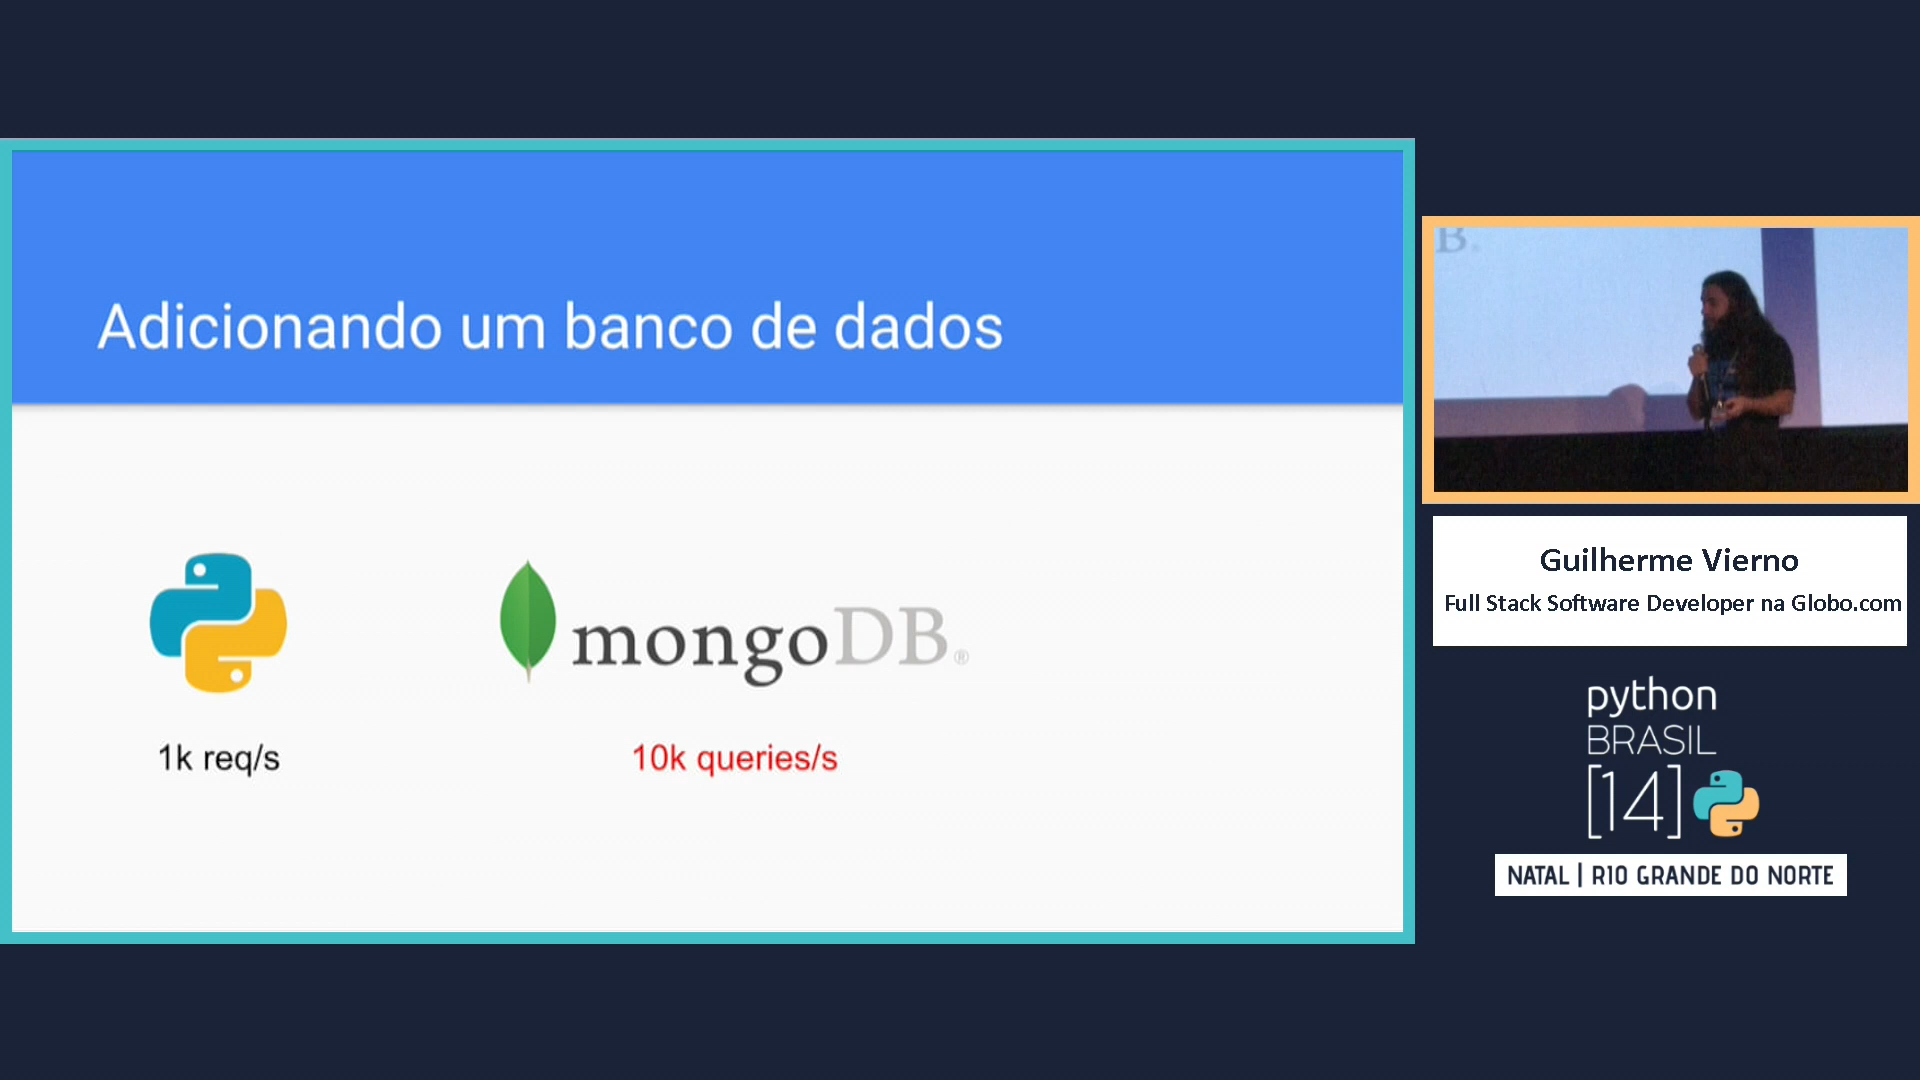 Adicionando um banco de dados
mongoDB®
1k req/s
10k queries/s
B.
Guilherme Vierno
Full Stack Software Developer na Globo.com
python
BRASIL
[14]
NATAL | RIO GRANDE DO NORTE